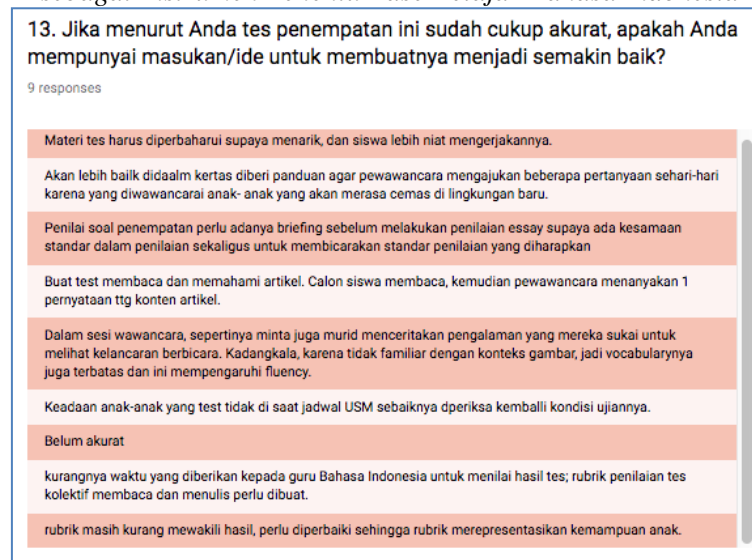 13. Jika menurut Anda tes penempatan ini sudah cukup akurat, apakah Anda
mempunyai masukan/ide untuk membuatnya menjadi semakin baik?
9 responses
Materi tes harus diperbaharui supaya menarik, dan siswa lebih niat mengerjakannya.
Akan lebih bailk didaalm kertas diberi panduan agar pewawancara mengajukan beberapa pertanyaan sehari-hari
karena yang diwawancarai anak- anak yang akan merasa cemas di lingkungan baru.
Penilai soal penempatan perlu adanya briefing sebelum melakukan penilaian essay supaya ada kesamaan
standar dalam penilaian sekaligus untuk membicarakan standar penilaian yang diharapkan
Buat test membaca dan memahami artikel. Calon siswa membaca, kemudian pewawancara menanyakan 1
pernyataan ttg konten artikel.
Dalam sesi wawancara, sepertinya minta juga murid menceritakan pengalaman yang mereka sukai untuk
melihat kelancaran berbicara. Kadangkala, karena tidak familiar dengan konteks gambar, jadi vocabularynya
juga terbatas dan ini mempengaruhi fluency.
Keadaan anak-anak yang test tidak di saat jadwal USM sebaiknya dperiksa kemballi kondisi ujiannya.
Belum akurat
kurangnya waktu yang diberikan kepada guru Bahasa Indonesia untuk menilai hasil tes; rubrik penilaian tes
kolektif membaca dan menulis perlu dibuat.
rubrik masih kurang mewakili hasil, perlu diperbaiki sehingga rubrik merepresentasikan kemampuan anak.